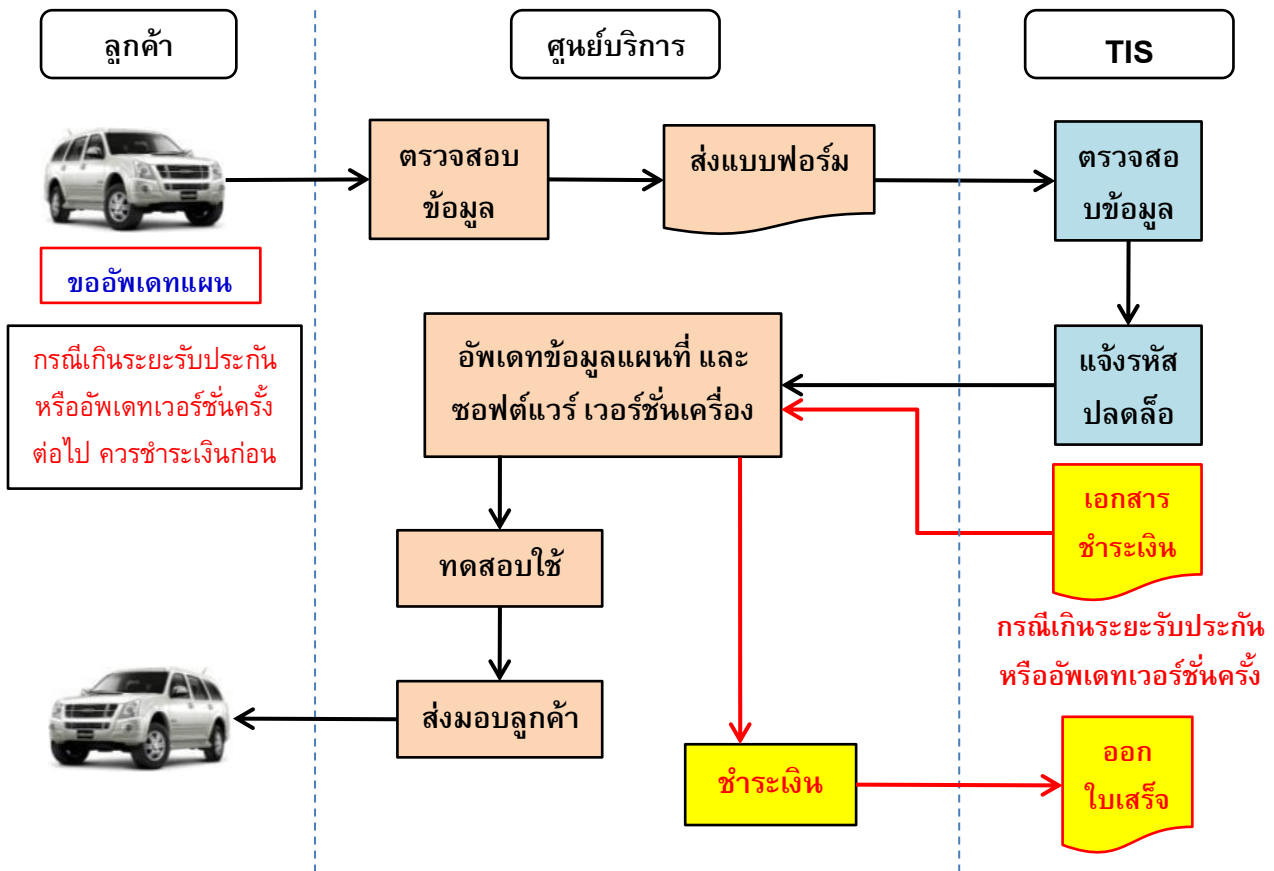 ลูกค้า
ศูนย์บริการ
TIS
ตรวจสอบ
ข้อมูล
ส่งแบบฟอร์ม
ตรวจสอ
บข้อมูล
ขออัพเดทแผน
กรณีเกินระยะรับประกัน
หรืออัพเดทเวอร์ชั่นครั้ง
ต่อไป ควรชำระเงินก่อน
อัพเดทข้อมูลแผนที่ และ
ซอฟต์แวร์ เวอร์ชั่นเครื่อง
แจ้งรหัส
ปลดล็อ
เอกสาร
ชำระเงิน
กรณีเกินระยะรับประกัน
หรืออัพเดทเวอร์ชั่นครั้ง
ทดสอบใช้
ส่งมอบลูกค้า
ชำระเงิน
ออก
ใบเสร็จ